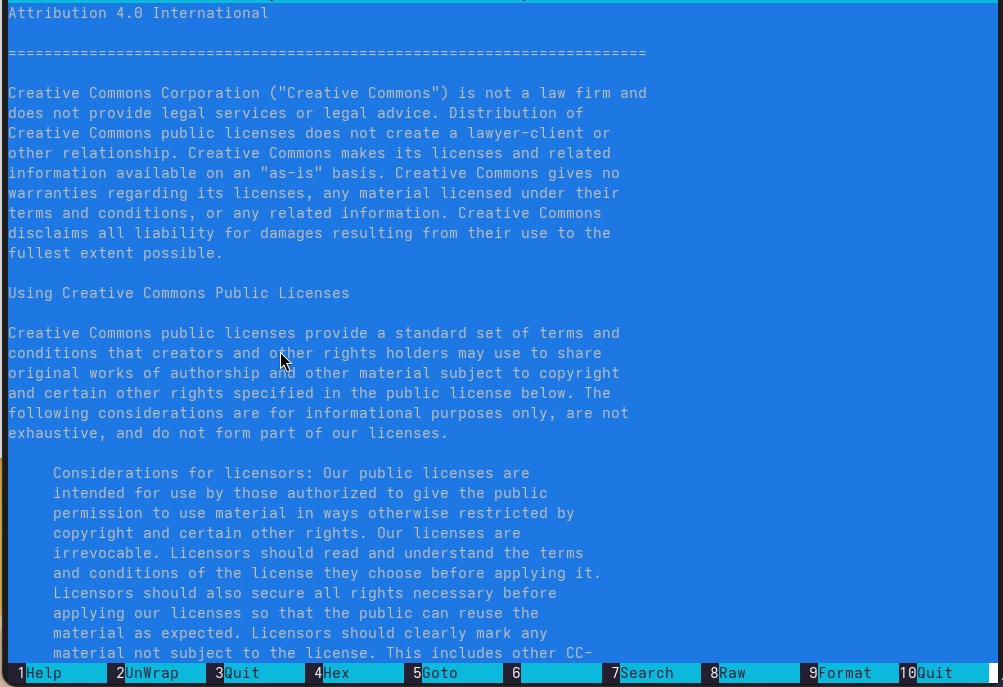 Attribution 4.0 International
=======================================================================
Creative Commons Corporation ("Creative Commons") is not a law firm and
does not provide legal services or legal advice. Distribution of
Creative Commons public licenses does not create a lawyer-client or
other relationship. Creative Commons makes its licenses and related
information available on an "as-is" basis. Creative Commons gives no
warranties regarding its licenses, any material licensed under their
terms and conditions, or any related information. Creative Commons
disclaims all liability for damages resulting from their use to the
fullest extent possible.
Using Creative Commons Public Licenses
Creative Commons public licenses provide a standard set of terms and
conditions that creators and other rights holders may use to share
original works of authorship and other material subject to copyright
and certain other rights specified in the public license below. The
following considerations are for informational purposes only, are not
exhaustive, and do not form part of our licenses.
Considerations for licensors: Our public licenses are
intended for use by those authorized to give the public
permission to use material in ways otherwise restricted by
copyright and certain other rights. Our licenses are
irrevocable. Licensors should read and understand the terms
and conditions of the license they choose before applying it.
Licensors should also secure all rights necessary before
applying our licenses so that the public can reuse the
material as expected. Licensors should clearly mark any
material not subject to the license. This includes other CC-
1Help 2UnWrap 3Quit 4Hex 5Goto 6 7Search 8Raw 9Format 10Quit